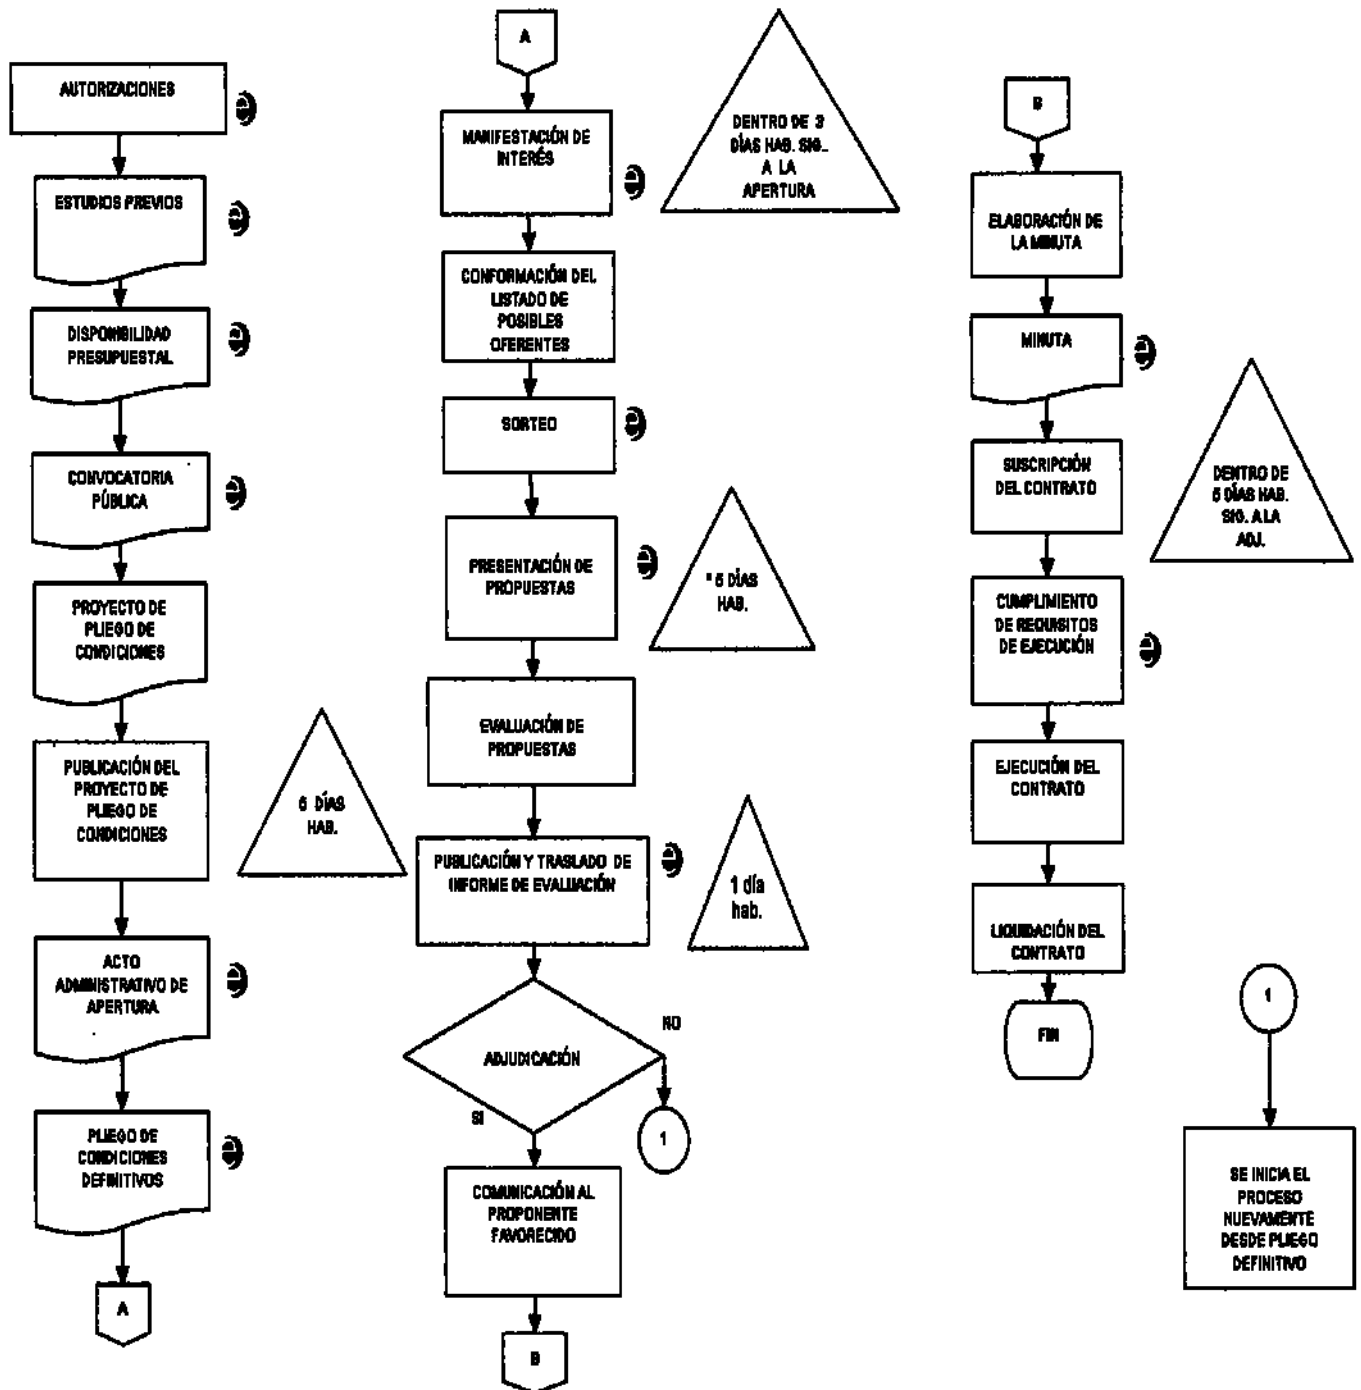 AUTORIZACIONES
ESTUDIOS PREVIOS
DISPONIBILIDAD
PRESUPUESTAL
CONVOCATORIA
PÚBLICA
PROYECTO DE
PLIEGO DE
CONDICIONES
PUBLICACIÓN DEL
PROYECTO DE
PLIEGO DE
CONDICIONES
5 DÍAS
HAB.
ACTO
ADMINISTRATIVO DE
APERTURA
PLIEGO DE
CONDICIONES
DEFINITIVOS
A
A
MANIFESTACIÓN DE
INTERÉS
DENTRO DE 3
DÍAS HAB. SIG..
A LA
APERTURA
CONFORMACIÓN DEL
LISTADO DE
POSIBLES
OFERENTES
SORTEO
PRESENTACIÓN DE
PROPUESTAS
* 5 DÍAS
HAB.
EVALUACIÓN DE
PROPUESTAS
PUBLICACIÓN Y TRASLADO DE
INFORME DE EVALUACIÓN
1 día
hab.
ADJUDICACIÓN
NO
SI
1
COMUNICACIÓN AL
PROPONENTE
FAVORECIDO
B
B
ELABORACIÓN DE
LA MINUTA
MINUTA
SUSCRIPCIÓN
DEL CONTRATO
DENTRO DE
5 DÍAS HAB.
SIG. A LA
ADJ.
CUMPLIMIENTO
DE REQUISITOS
DE EJECUCIÓN
EJECUCIÓN DEL
CONTRATO
LIQUIDACIÓN DEL
CONTRATO
FIN
1
SE INICIA EL
PROCESO
NUEVAMENTE
DESDE PLIEGO
DEFINITIVO